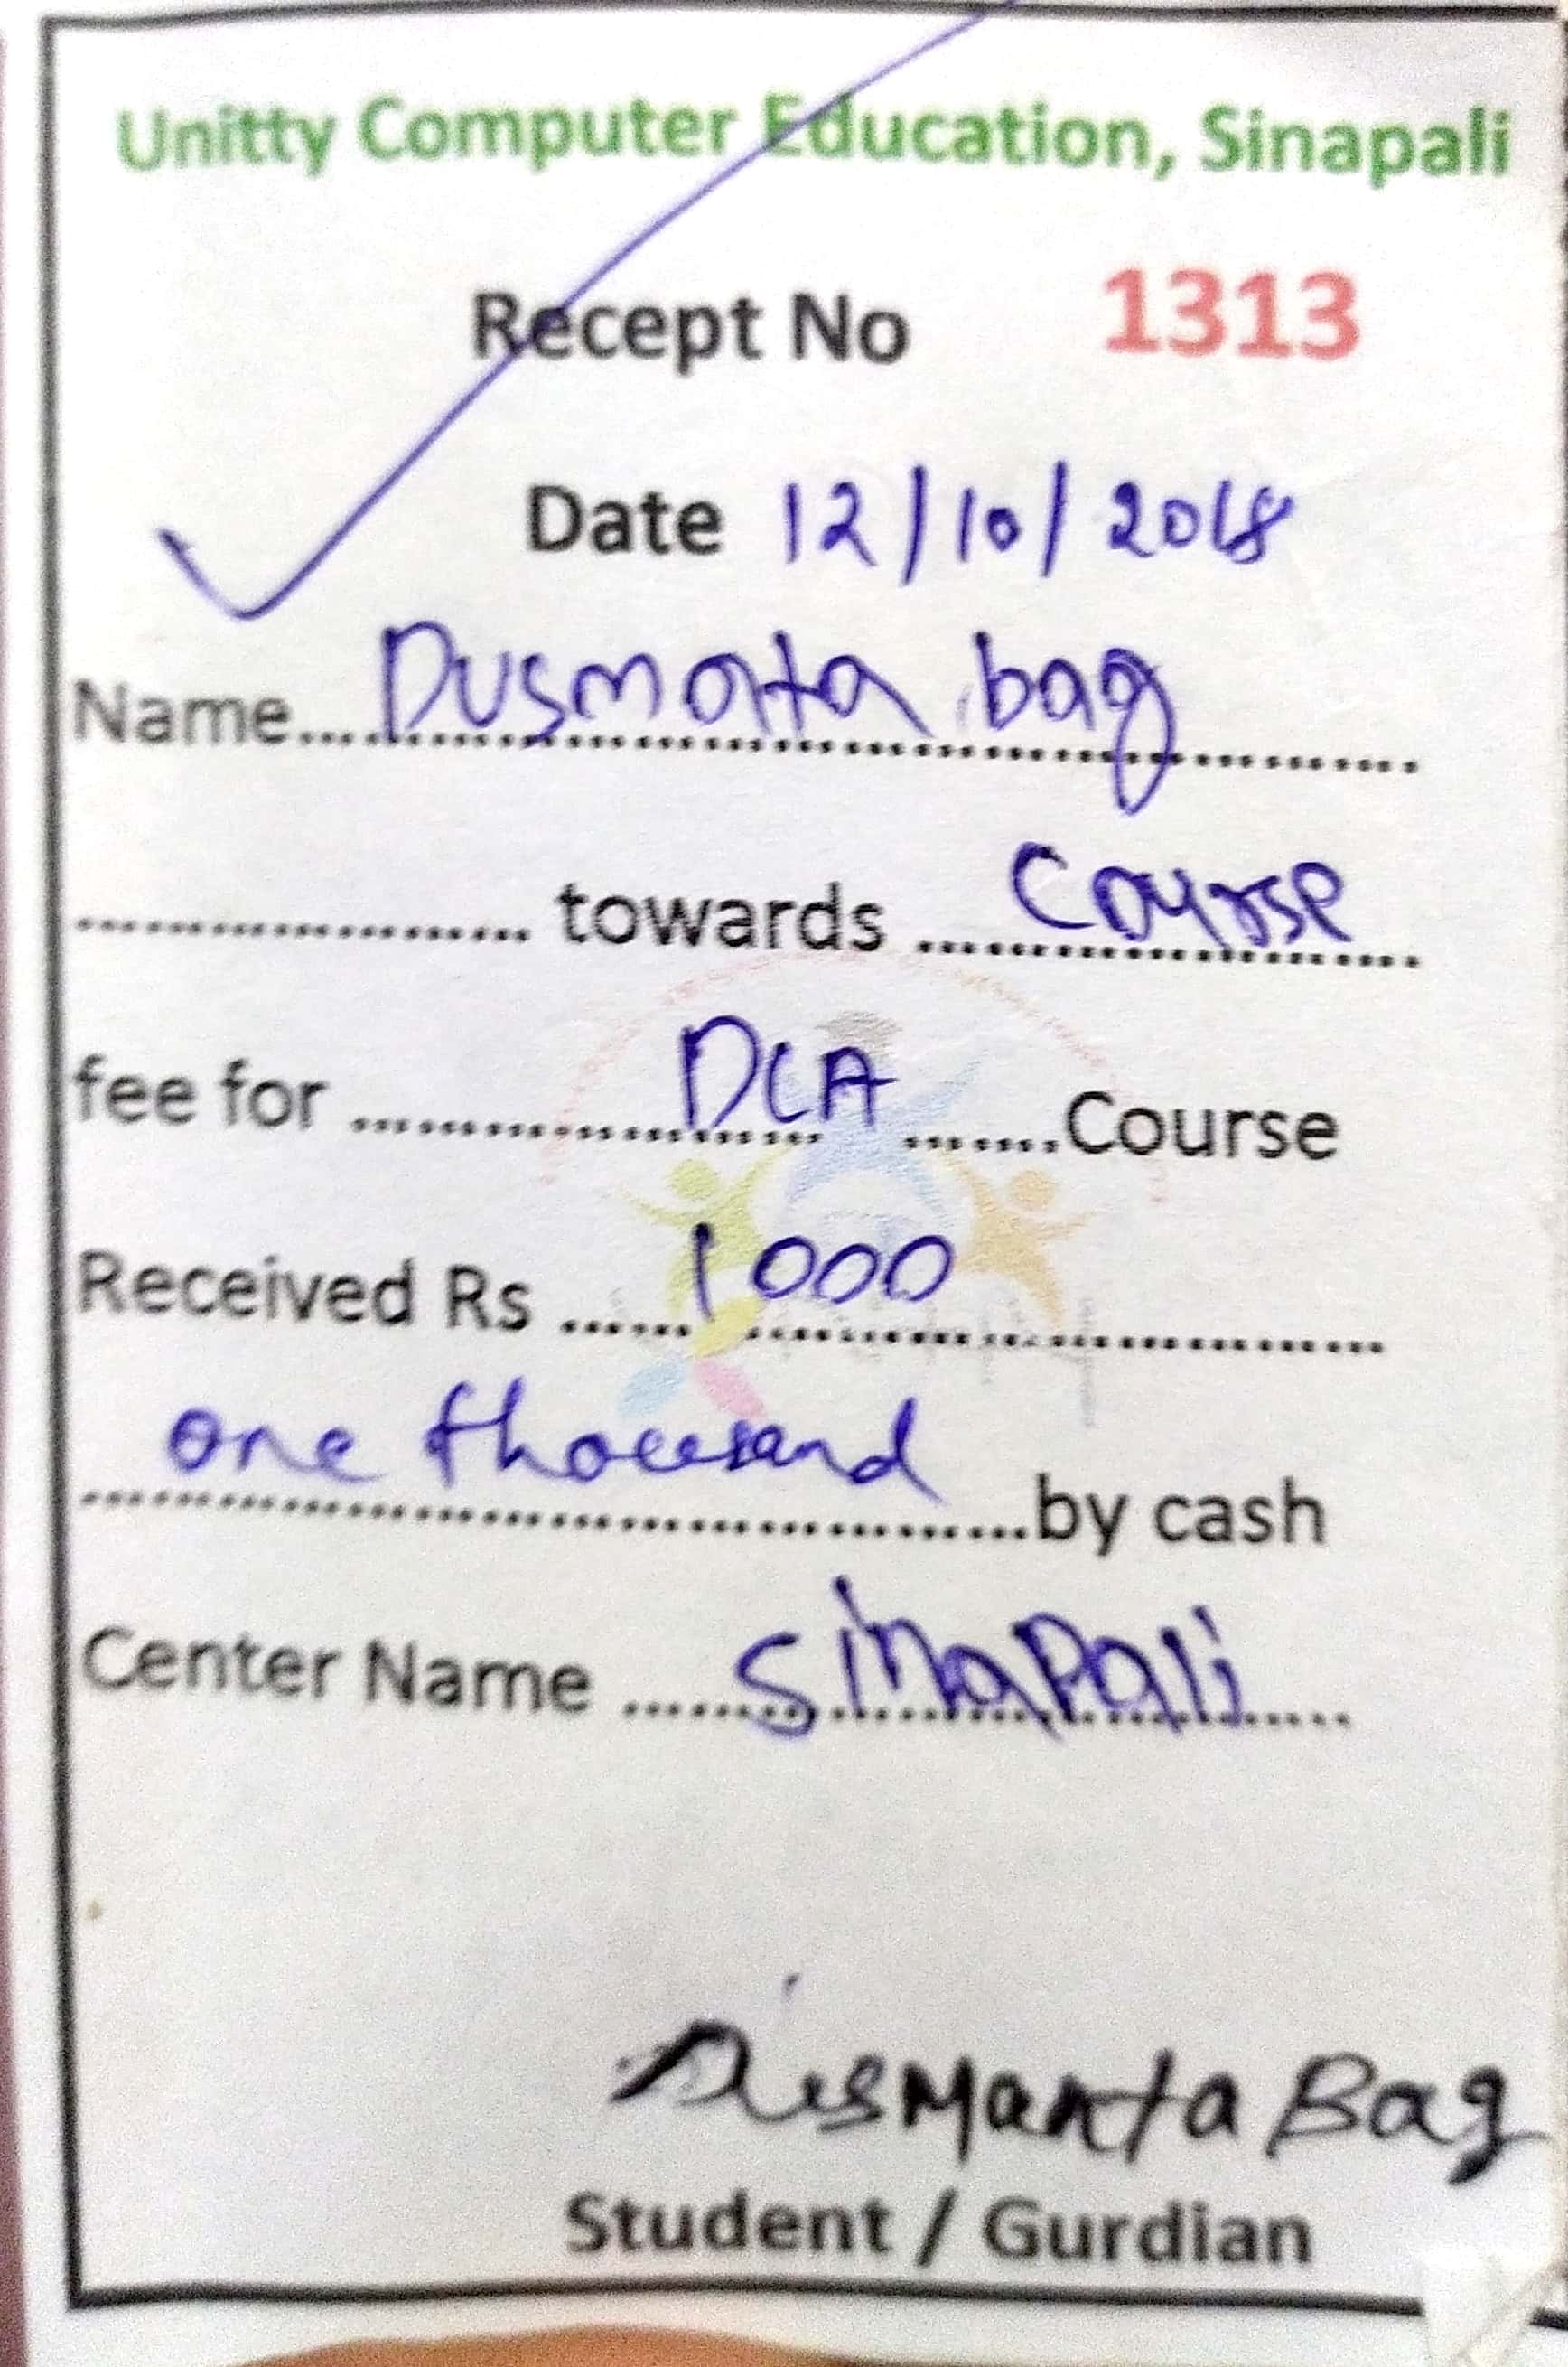 Unitty Computer Education, Sinapali
Recept No 1313
Date 12/10/2018
Name.... Dusmanta bag
.................... towards ... Course
fee for ............ DCA ........Course
Received Rs ...... 1000
one thousand ...by cash
Center Name ...... Sinapali
Dusmanta Bag
Student / Gurdian